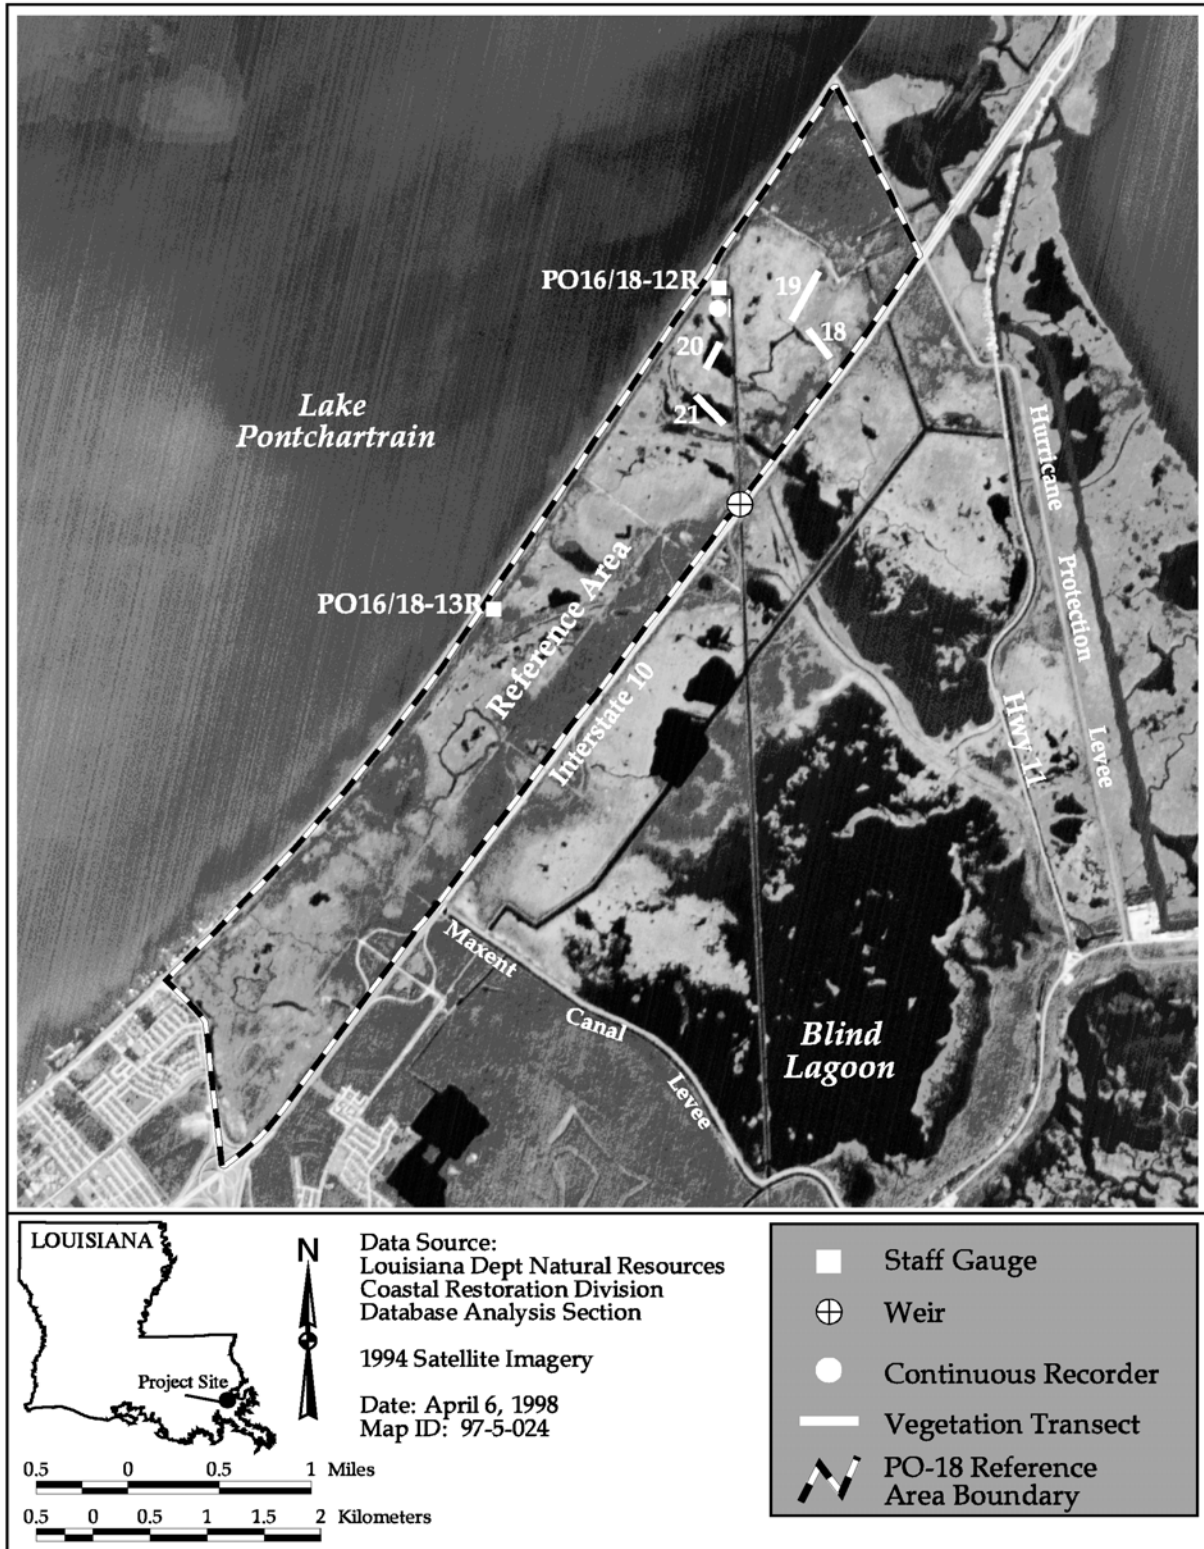 PO16/18-12R
19
18
20
21
Lake
Pontchartrain
Hurricane
Protection
Levee
PO16/18-13R
Reference Area
Interstate 10
Hwy 11
Maxent
Canal
Levee
Blind
Lagoon
LOUISIANA
Project Site
N
Data Source:
Louisiana Dept Natural Resources
Coastal Restoration Division
Database Analysis Section
1994 Satellite Imagery
Date: April 6, 1998
Map ID: 97-5-024
0.5 0 0.5 1 Miles
0.5 0 0.5 1 1.5 2 Kilometers
Staff Gauge
Weir
Continuous Recorder
Vegetation Transect
PO-18 Reference
Area Boundary